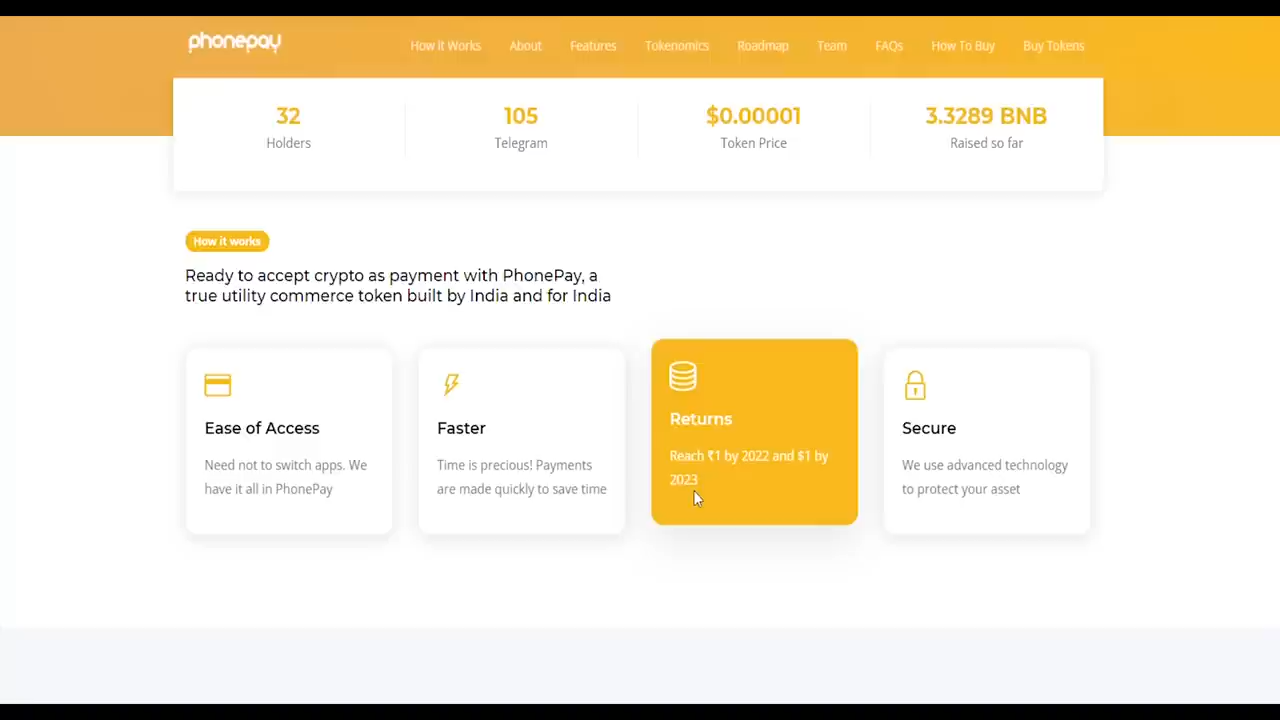 phonepay
How it Works About Features Tokenomics Roadmap Team FAQs How To Buy Buy Tokens
32 105 $0.00001 3.3289 BNB
Holders Telegram Token Price Raised so far
How it works
Ready to accept crypto as payment with PhonePay, a
true utility commerce token built by India and for India
Ease of Access
Need not to switch apps. We
have it all in PhonePay
Faster
Time is precious! Payments
are made quickly to save time
Returns
Reach ₹1 by 2022 and $1 by
2023
Secure
We use advanced technology
to protect your asset